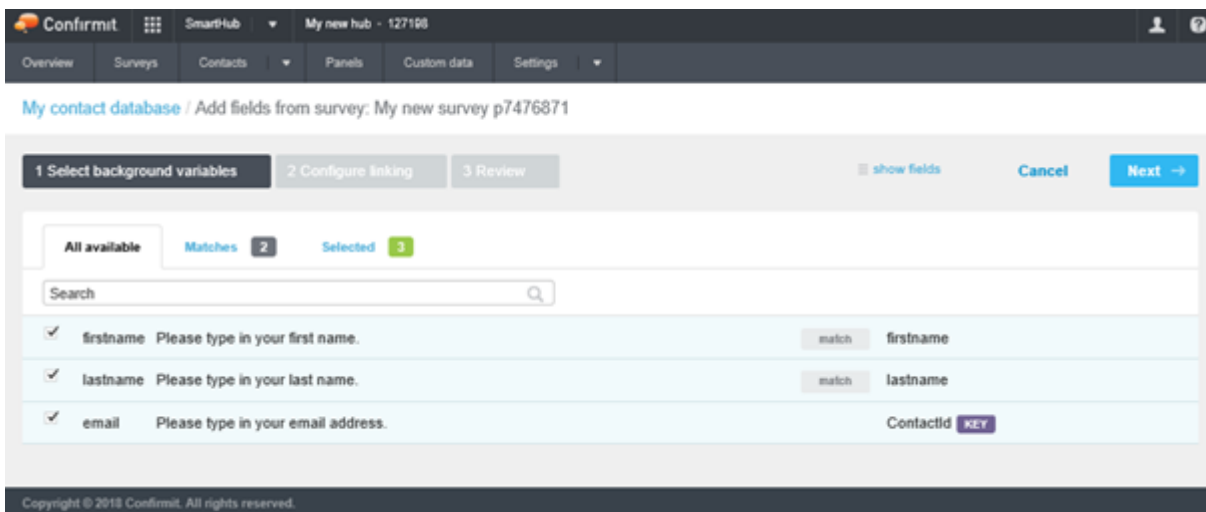 Confirmit SmartHub My new hub - 127198
Overview Surveys Contacts Panels Custom data Settings
My contact database / Add fields from survey: My new survey p7476871
1 Select background variables 2 Configure linking 3 Review show fields Cancel Next →
All available Matches 2 Selected 3
Search
firstname Please type in your first name. match firstname
lastname Please type in your last name. match lastname
email Please type in your email address. ContactId KEY
Copyright © 2018 Confirmit. All rights reserved.